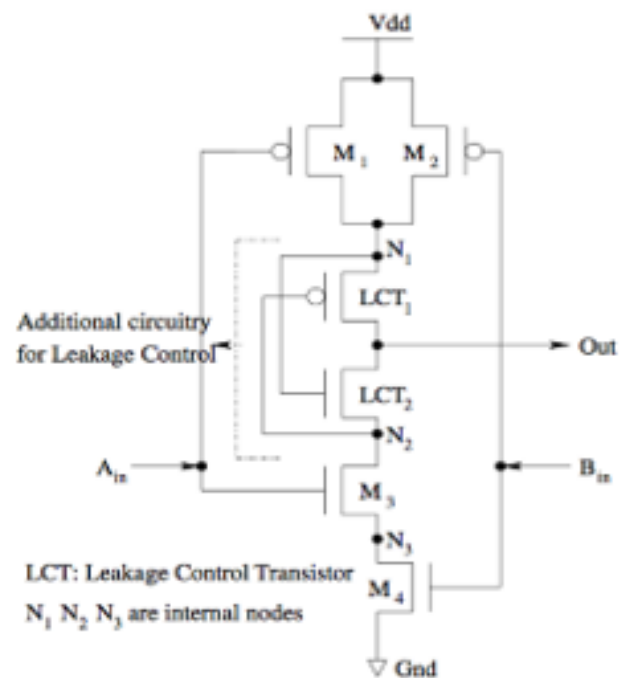 Vdd
M1 M2
N1
LCT1
Additional circuitry
for Leakage Control
Out
LCT2
N2
Ain
Bin
M3
N3
LCT: Leakage Control Transistor
M4
N1 N2 N3 are internal nodes
Gnd